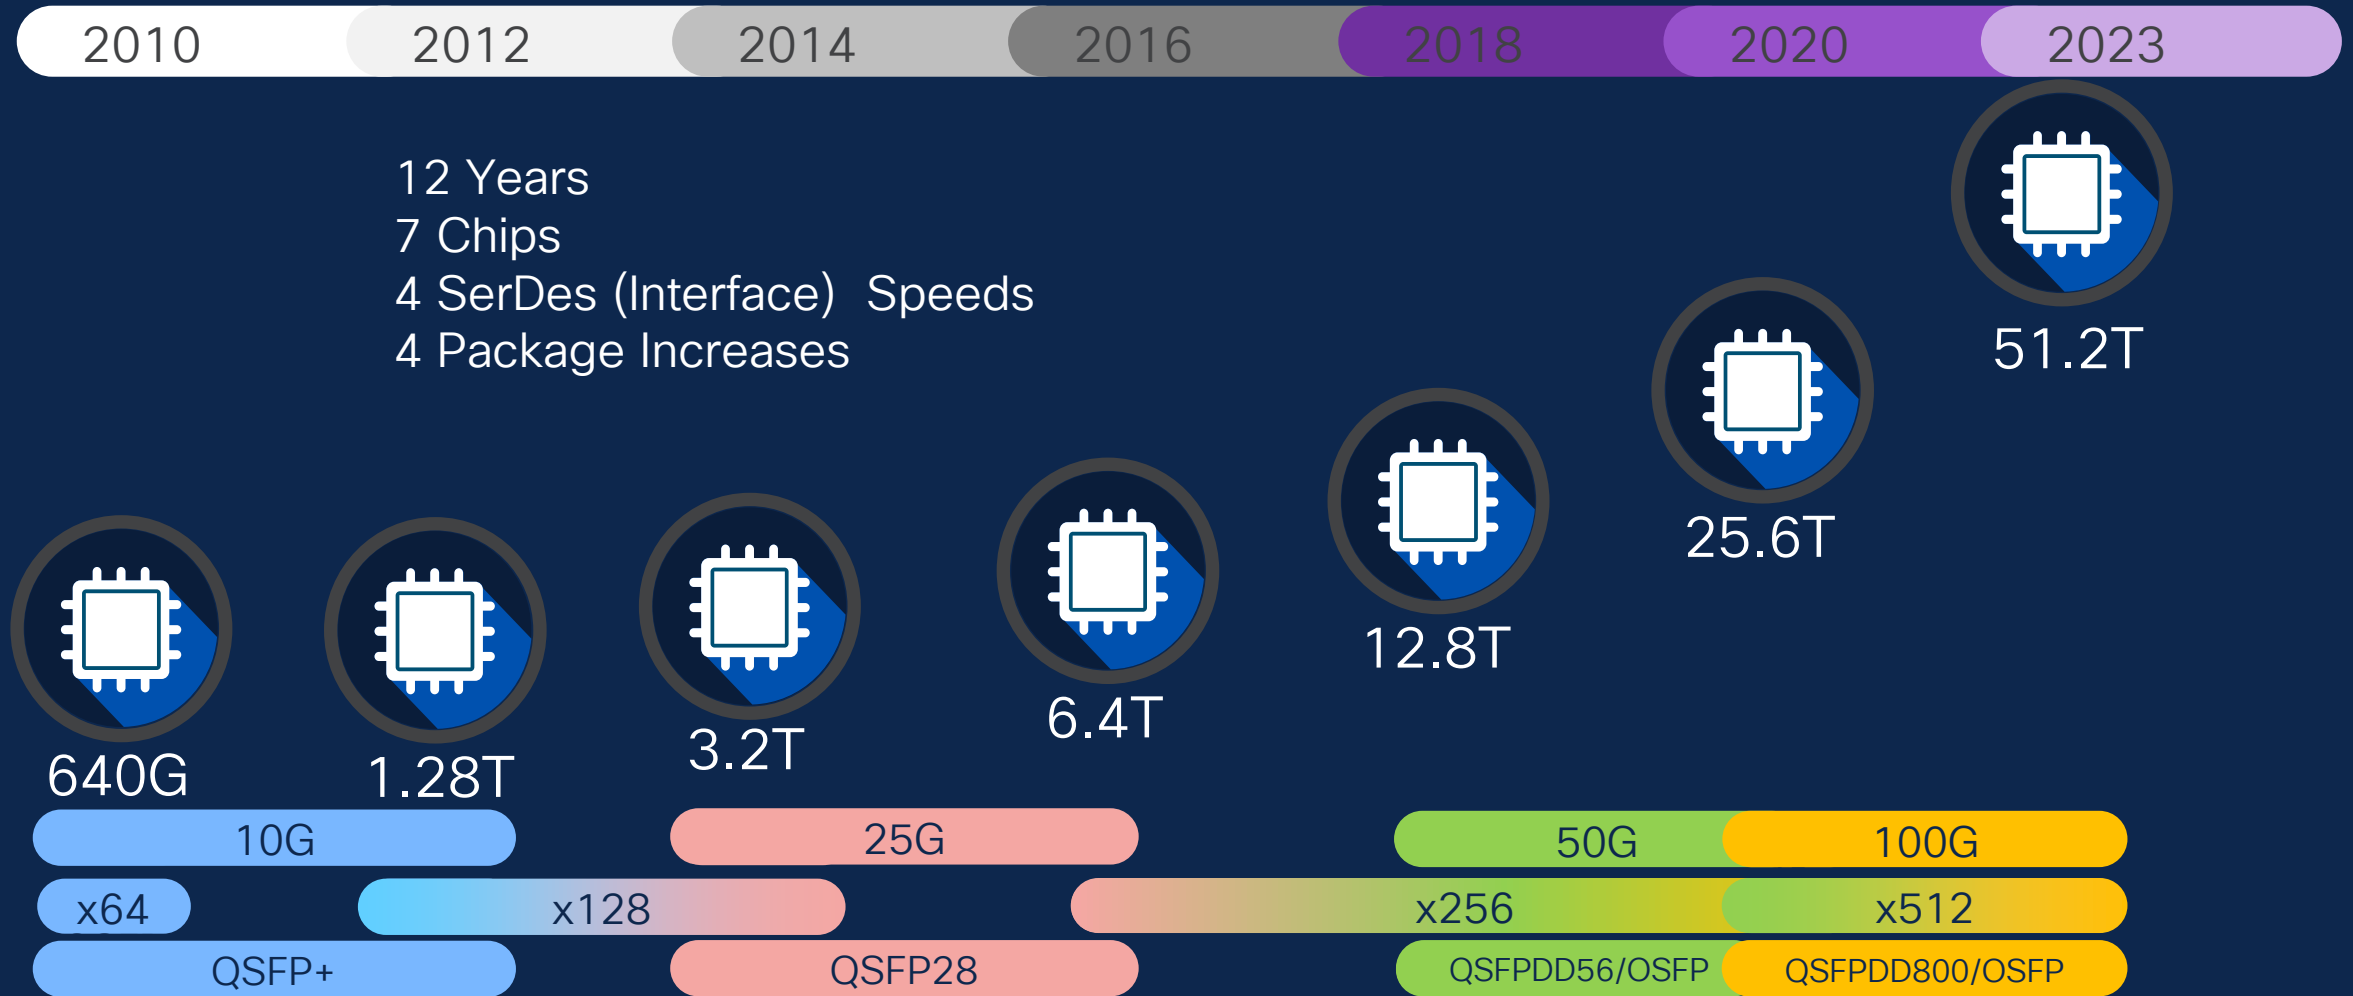 2010 2012 2014 2016 2018 2020 2023
12 Years
7 Chips
4 SerDes (Interface)  Speeds
4 Package Increases
640G
1.28T
3.2T
6.4T
12.8T
25.6T
51.2T
10G 25G 50G 100G
x64 x128 x256 x512
QSFP+ QSFP28 QSFPDD56/OSFP QSFPDD800/OSFP